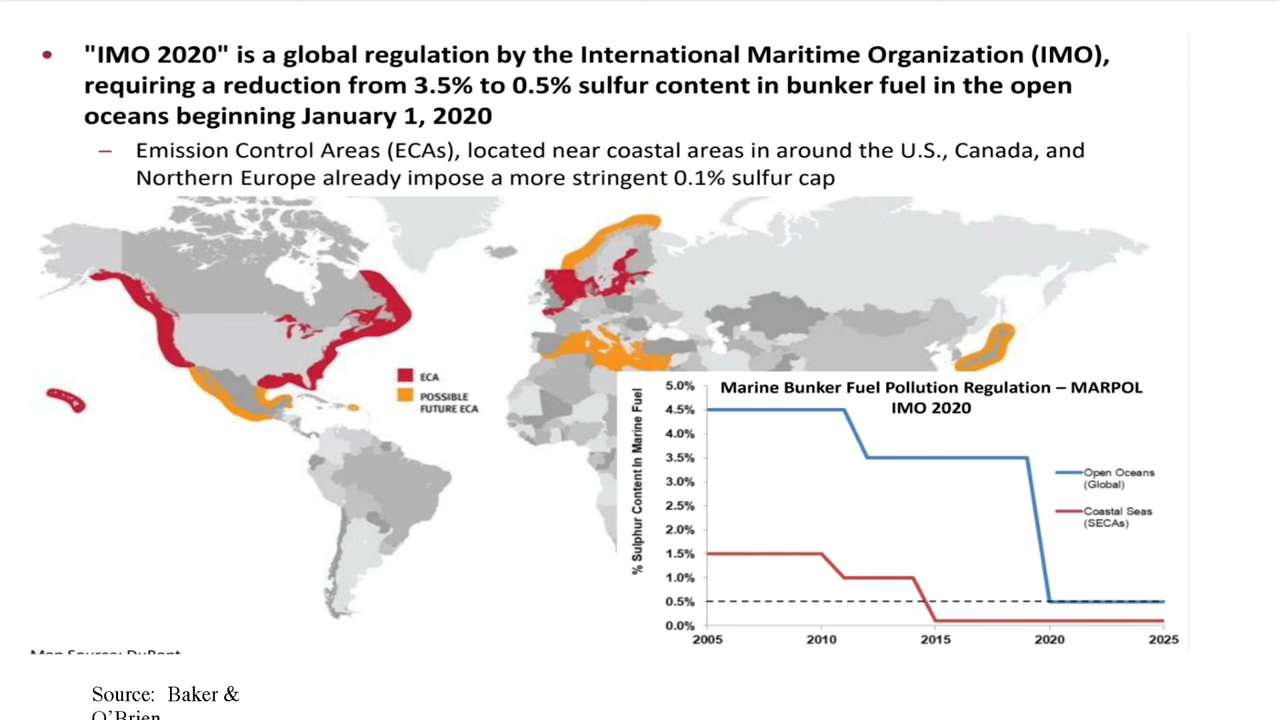 • "IMO 2020" is a global regulation by the International Maritime Organization (IMO),
requiring a reduction from 3.5% to 0.5% sulfur content in bunker fuel in the open
oceans beginning January 1, 2020
– Emission Control Areas (ECAs), located near coastal areas in around the U.S., Canada, and
Northern Europe already impose a more stringent 0.1% sulfur cap
ECA
POSSIBLE
FUTURE ECA
Marine Bunker Fuel Pollution Regulation – MARPOL
IMO 2020
% Sulphur Content In Marine Fuel
5.0%
4.5%
4.0%
3.5%
3.0%
2.5%
2.0%
1.5%
1.0%
0.5%
0.0%
2005 2010 2015 2020 2025
Open Oceans
(Global)
Coastal Seas
(SECAs)
Map Source: DuPont
Source: Baker &
O'Brien